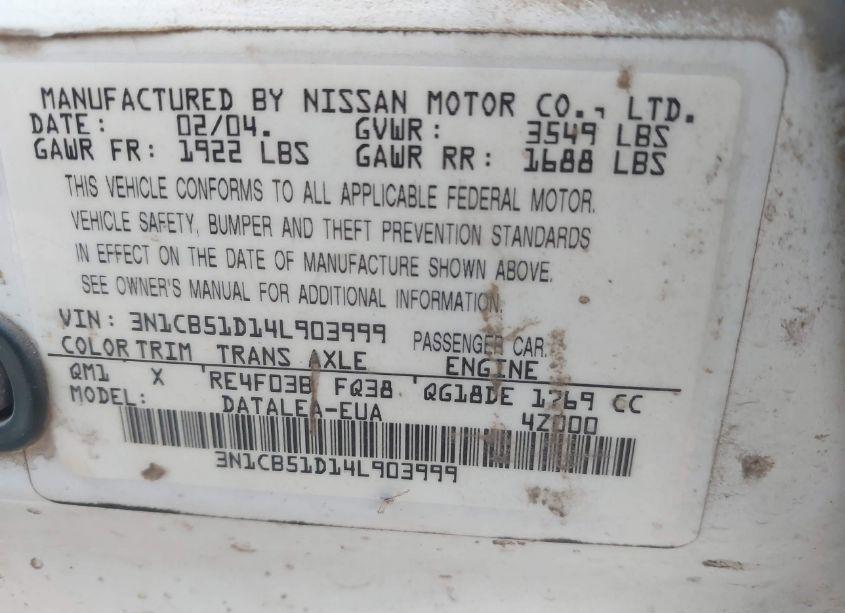 MANUFACTURED BY NISSAN MOTOR CO., LTD.
DATE: 02/04. GVWR: 3549 LBS
GAWR FR: 1922 LBS GAWR RR: 1688 LBS
THIS VEHICLE CONFORMS TO ALL APPLICABLE FEDERAL MOTOR.
VEHICLE SAFETY, BUMPER AND THEFT PREVENTION STANDARDS
IN EFFECT ON THE DATE OF MANUFACTURE SHOWN ABOVE.
SEE OWNER'S MANUAL FOR ADDITIONAL INFORMATION.
VIN: 3N1CB51D14L903999 PASSENGER CAR.
COLOR TRIM TRANS AXLE ENGINE
QM1 X RE4F03B FQ38 QG18DE 1769 CC
MODEL: DATALEA-EUA 4Z000
3N1CB51D14L903999